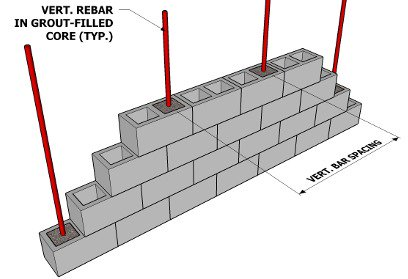 VERT. REBAR
IN GROUT-FILLED
CORE (TYP.)
VERT. BAR SPACING